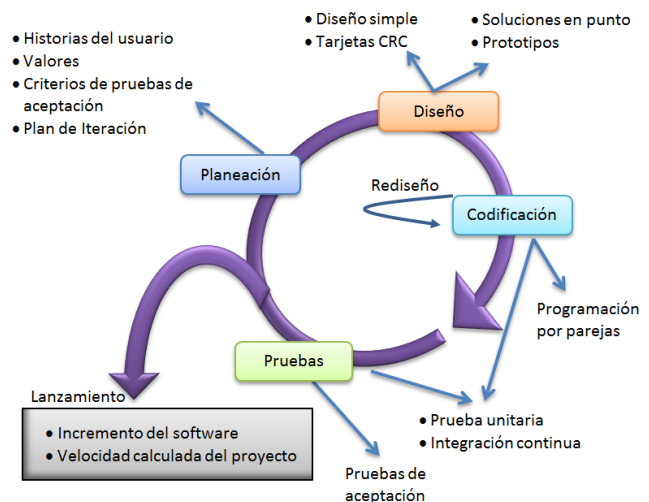 • Historias del usuario
• Valores
• Criterios de pruebas de
aceptación
• Plan de Iteración
• Diseño simple
• Tarjetas CRC
• Soluciones en punto
• Prototipos
Diseño
Planeación
Rediseño
Codificación
Programación
por parejas
Pruebas
Lanzamiento
• Incremento del software
• Velocidad calculada del proyecto
• Prueba unitaria
• Integración continua
Pruebas de
aceptación